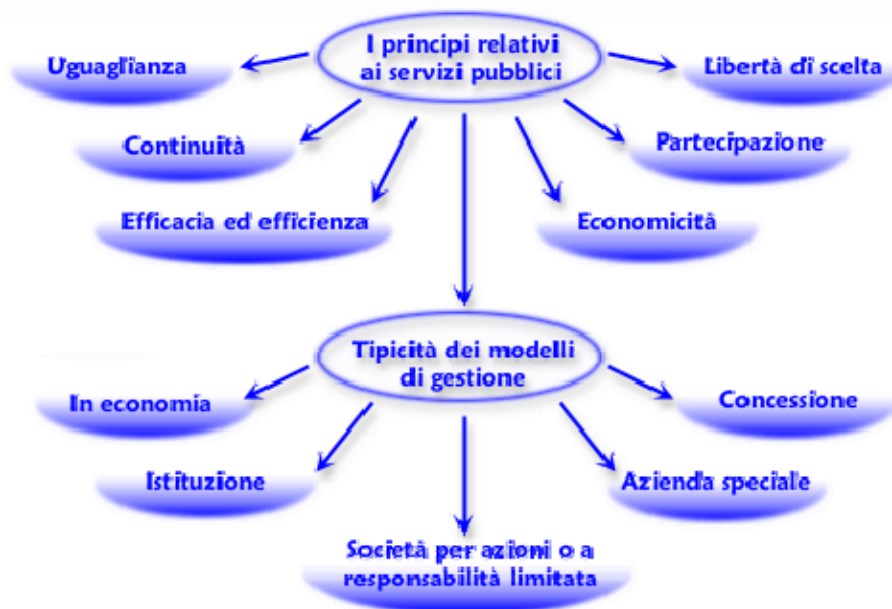 I principi relativi
ai servizi pubblici
Uguaglianza
Libertà di scelta
Continuità
Partecipazione
Efficacia ed efficienza
Economicità
Tipicità dei modelli
di gestione
In economia
Concessione
Istituzione
Azienda speciale
Società per azioni o a
responsabilità limitata